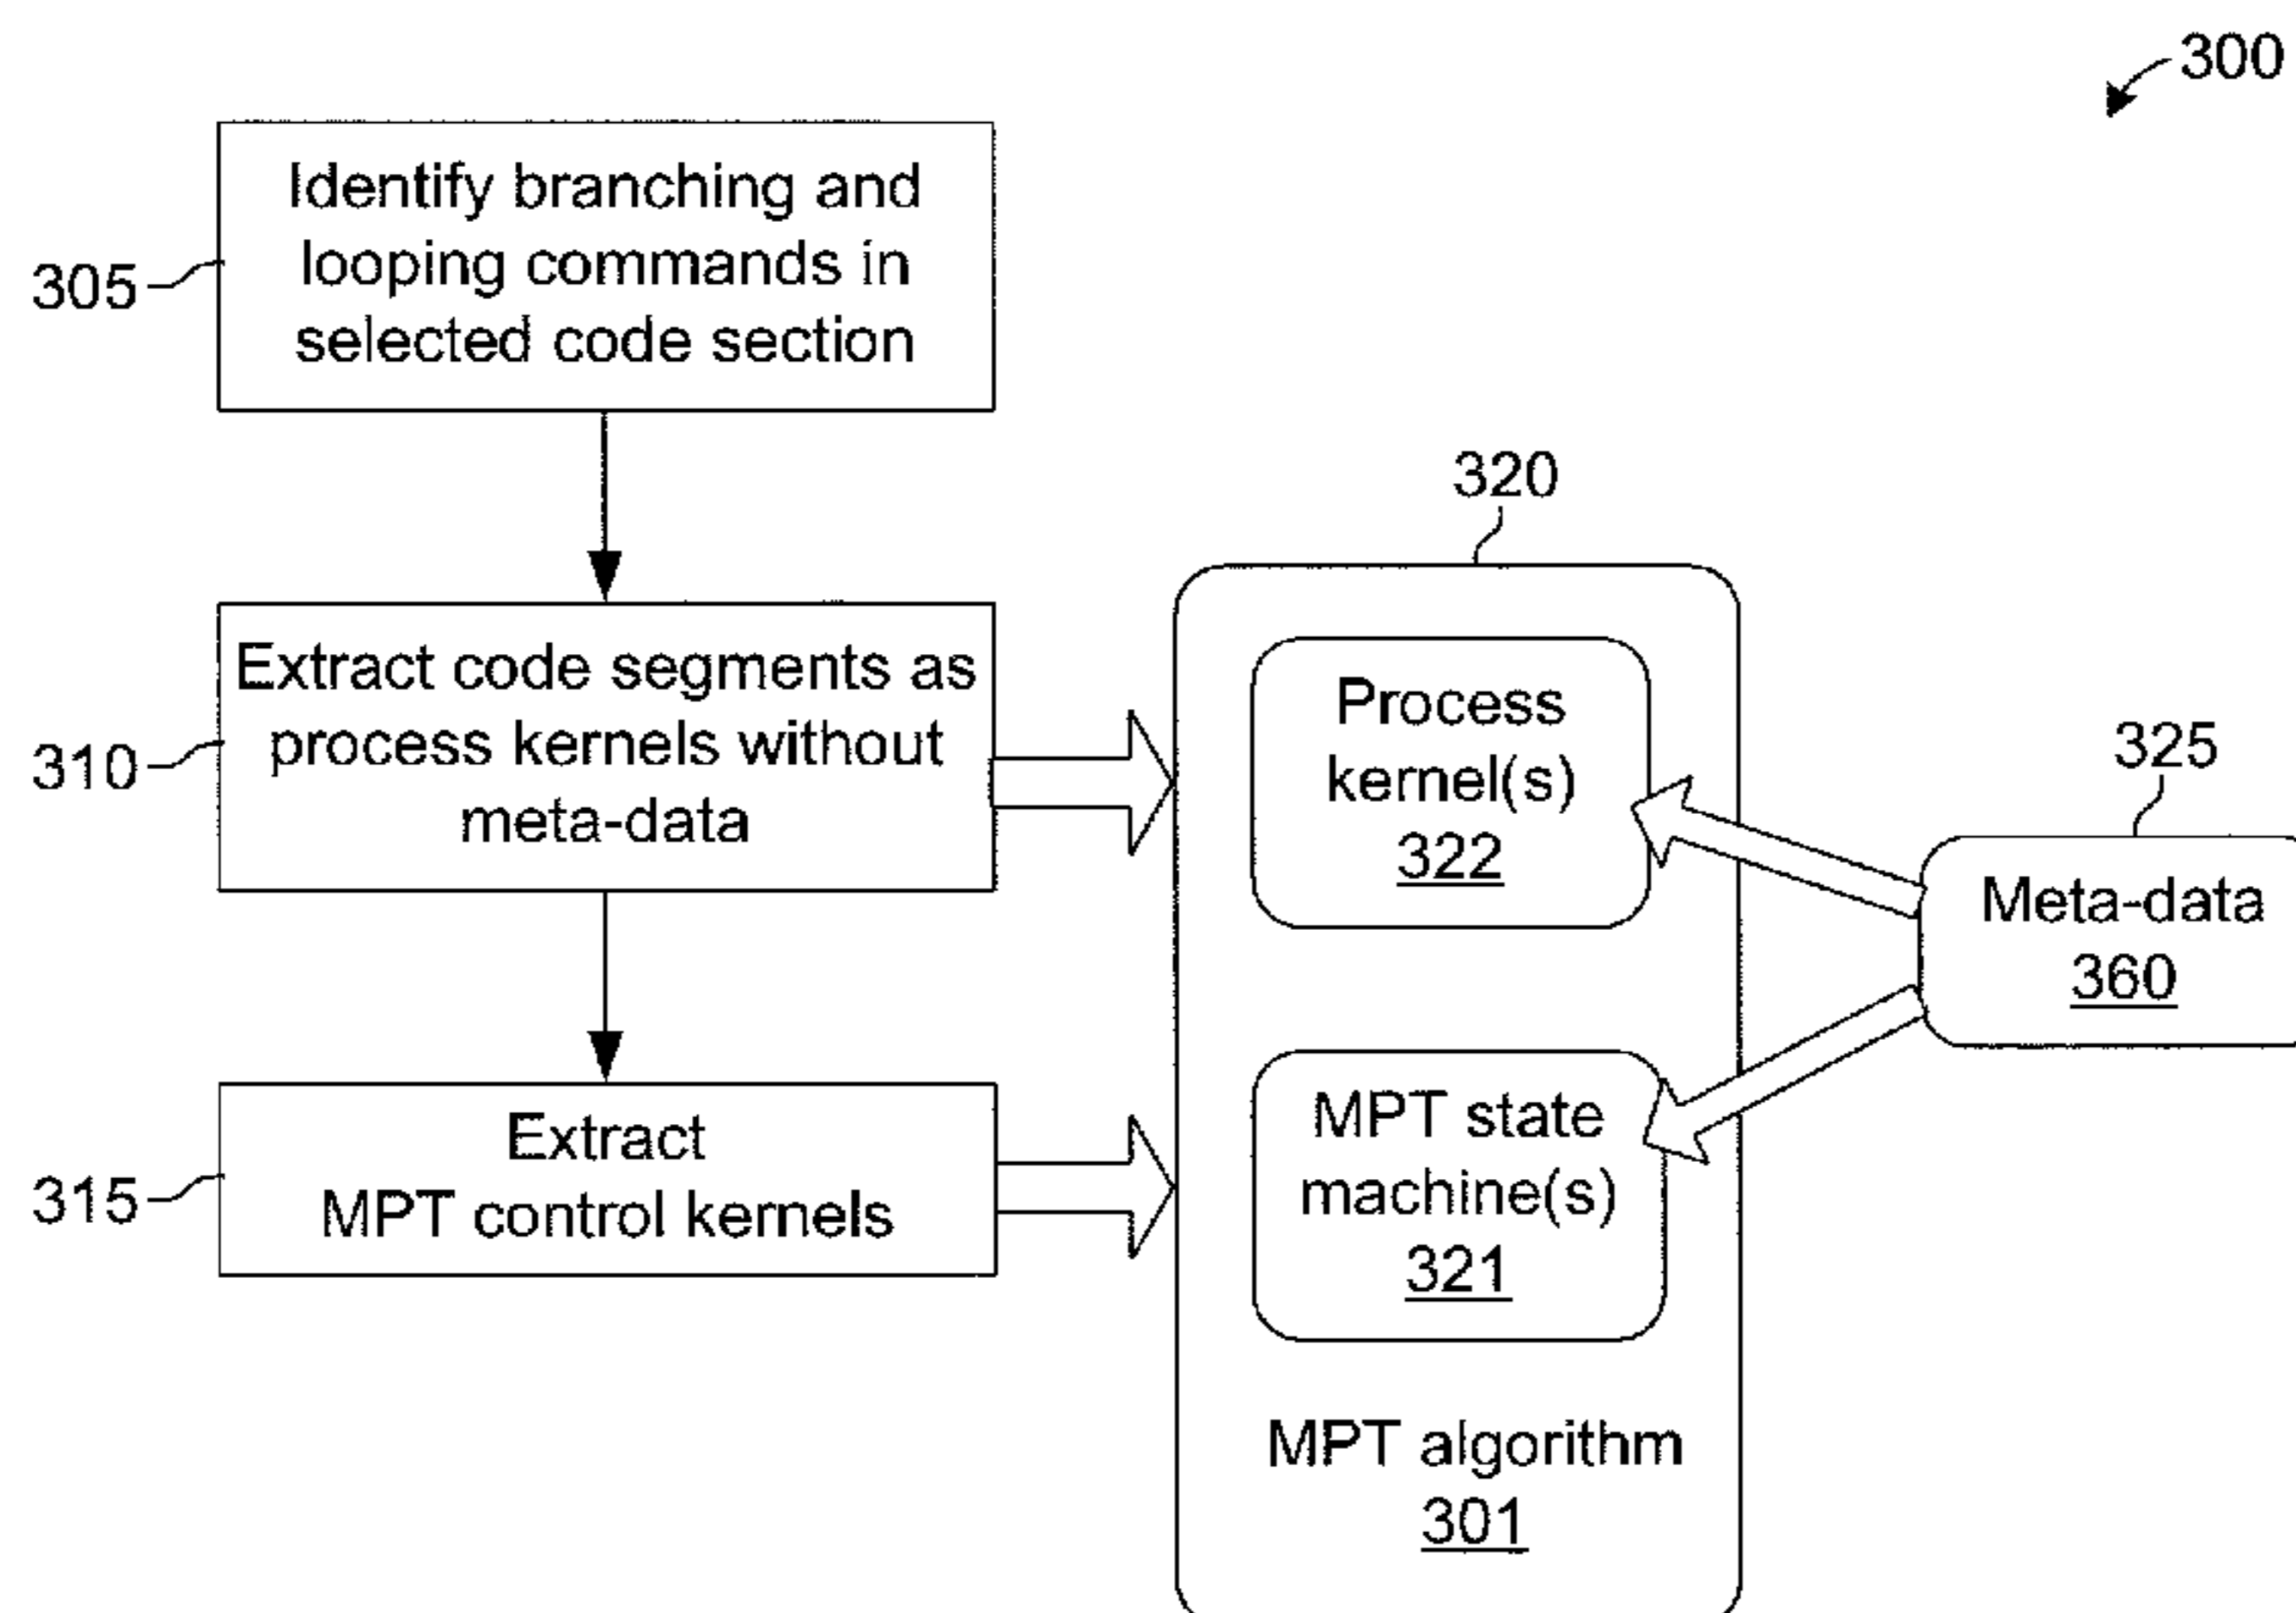 300
Identify branching and
looping commands in
selected code section
305
320
Extract code segments as
process kernels without
meta-data
310
Process
kernel(s)
322
325
Meta-data
360
Extract
MPT control kernels
315
MPT state
machine(s)
321
MPT algorithm
301